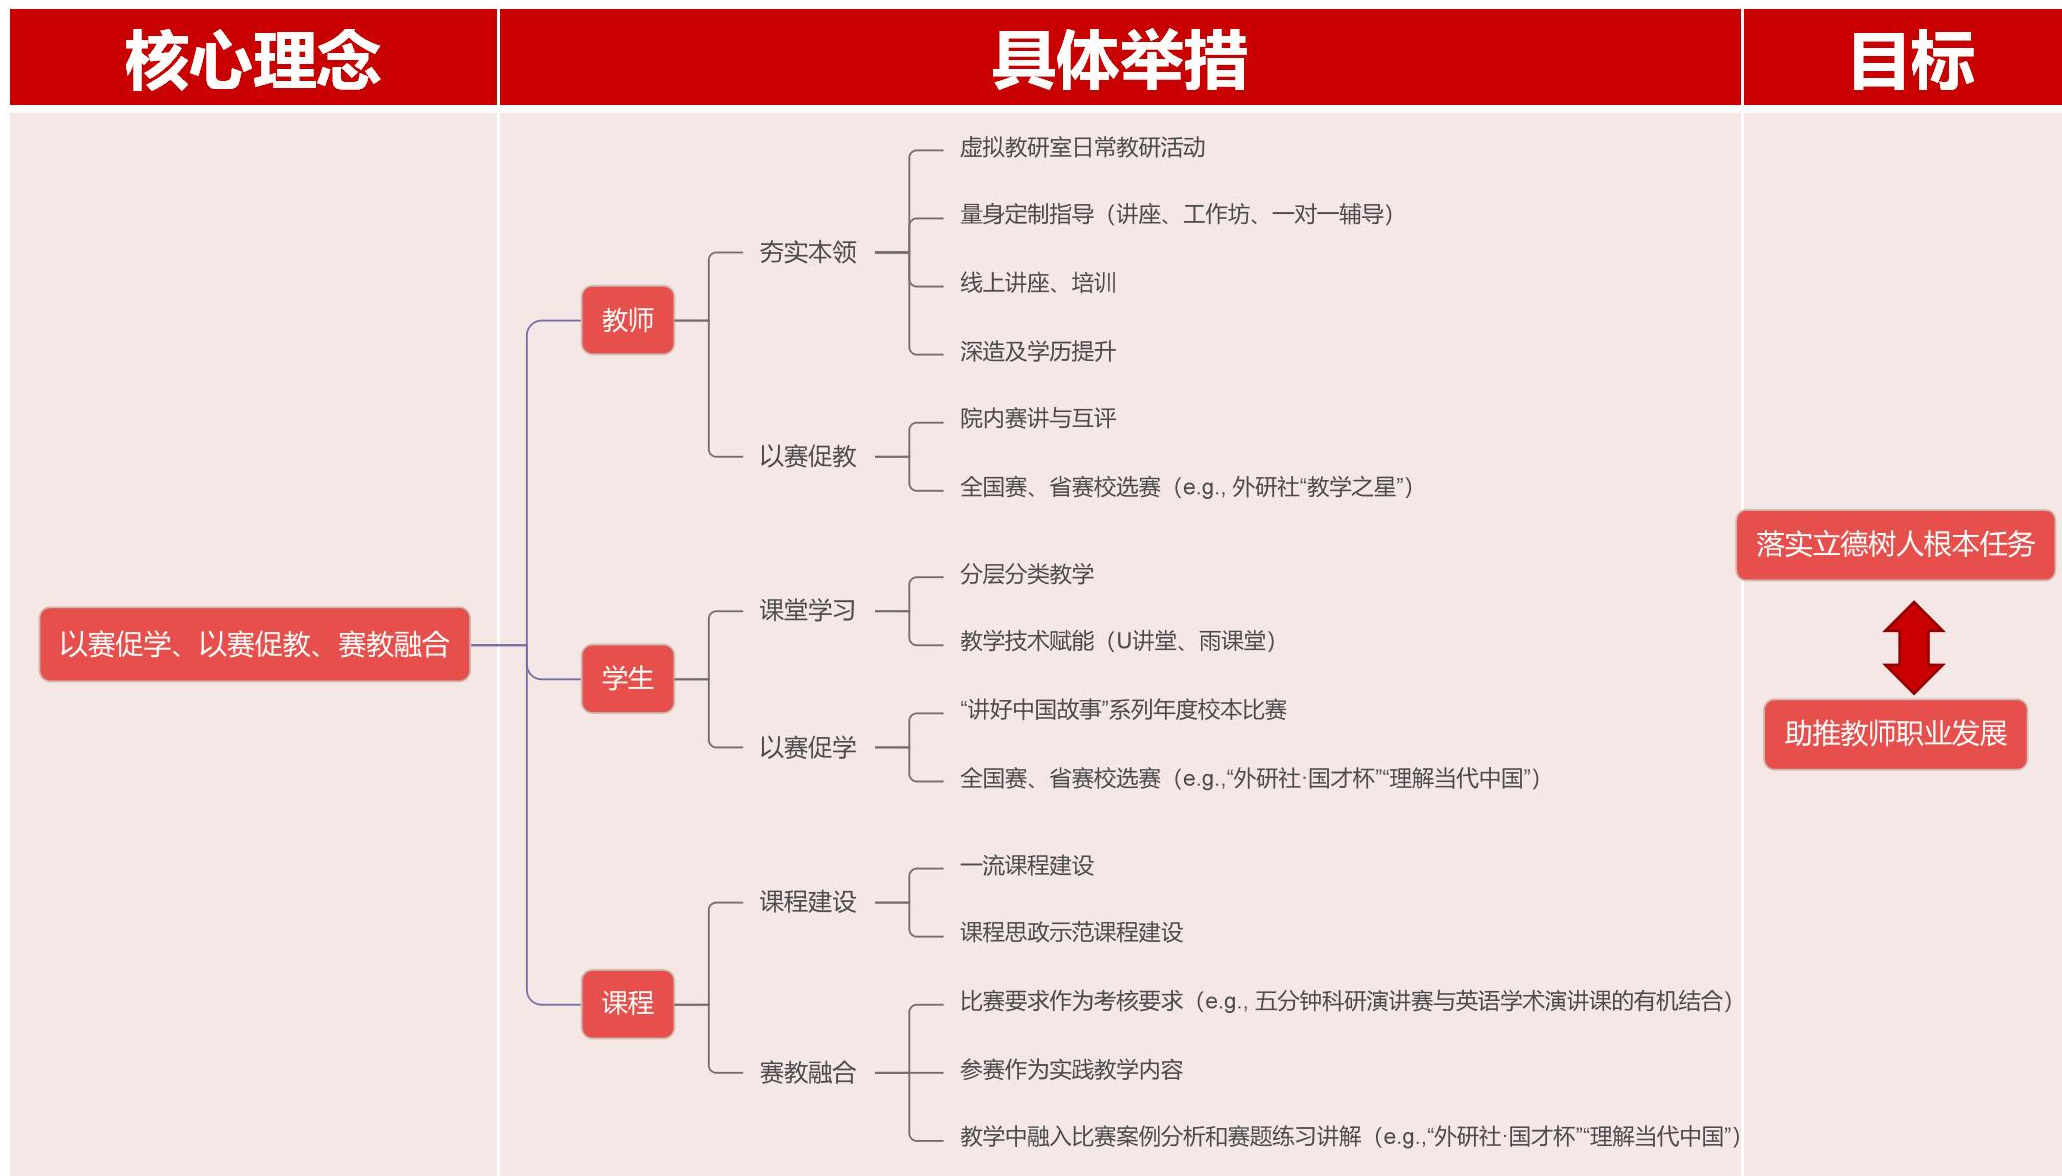 核心理念
具体举措
目标
以赛促学、以赛促教、赛教融合
教师
夯实本领
虚拟教研室日常教研活动
量身定制指导（讲座、工作坊、一对一辅导）
线上讲座、培训
深造及学历提升
以赛促教
院内赛讲与互评
全国赛、省赛校选赛（e.g., 外研社“教学之星”）
学生
课堂学习
分层分类教学
教学技术赋能（U讲堂、雨课堂）
以赛促学
“讲好中国故事”系列年度校本比赛
全国赛、省赛校选赛（e.g.,“外研社·国才杯”“理解当代中国”）
课程
课程建设
一流课程建设
课程思政示范课程建设
赛教融合
比赛要求作为考核要求（e.g., 五分钟科研演讲赛与英语学术演讲课的有机结合）
参赛作为实践教学内容
教学中融入比赛案例分析和赛题练习讲解（e.g.,“外研社·国才杯”“理解当代中国”）
落实立德树人根本任务
助推教师职业发展